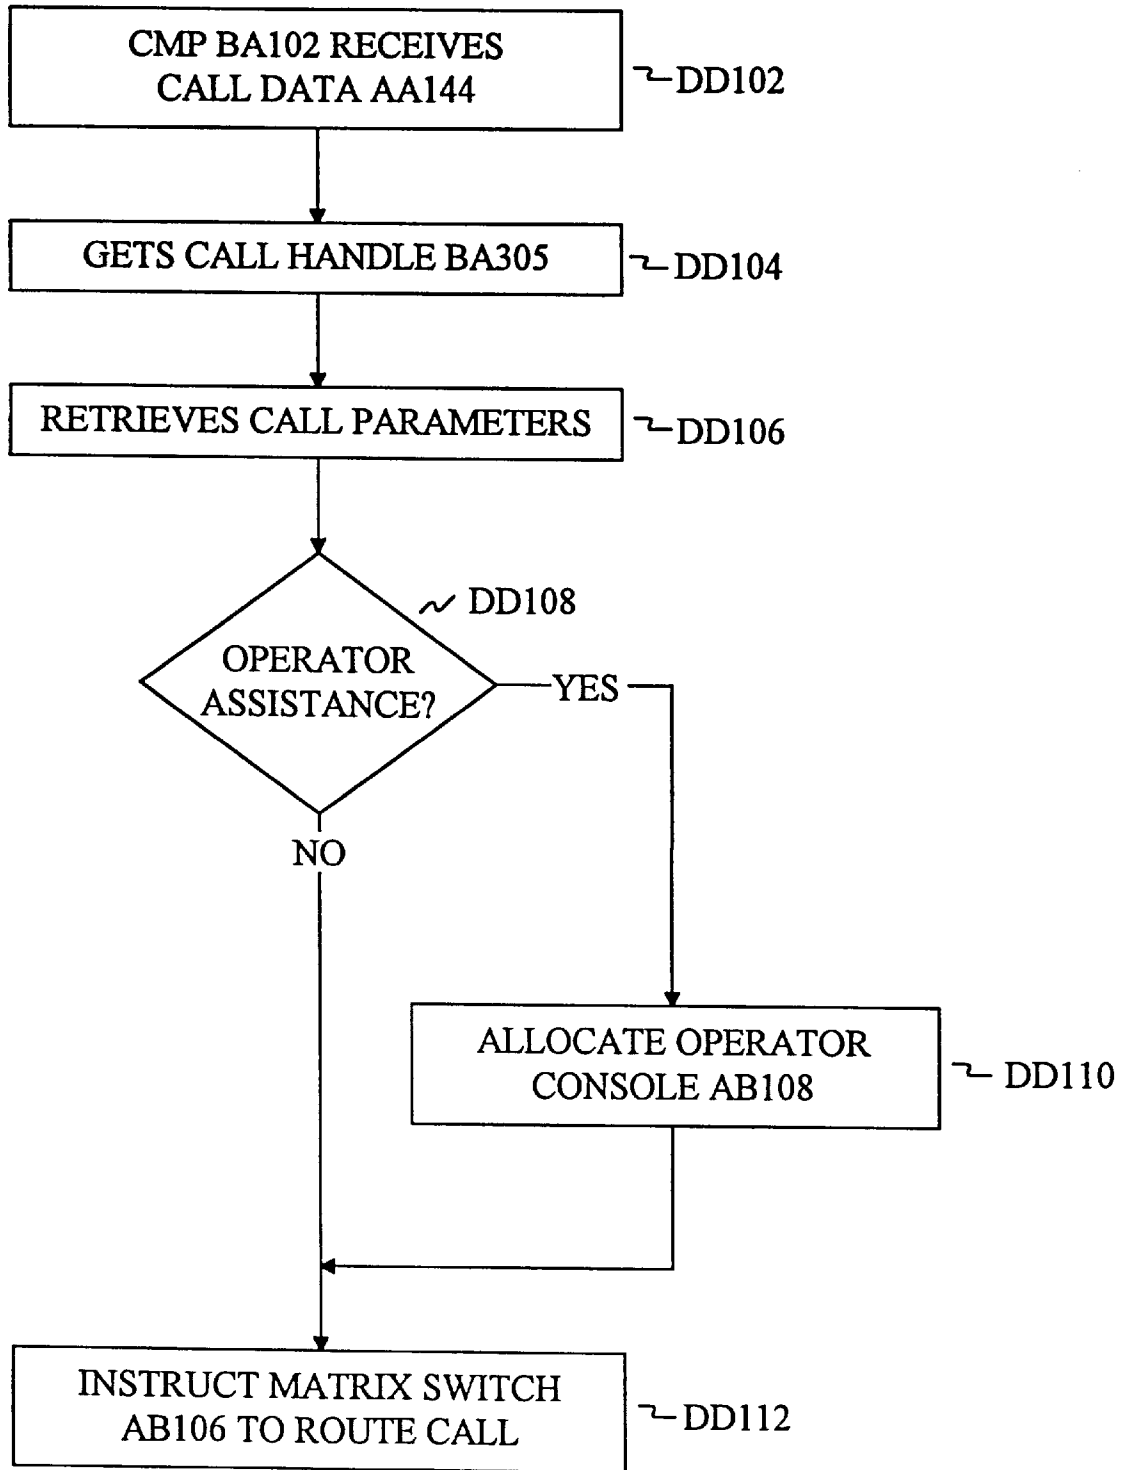 CMP BA102 RECEIVES
CALL DATA AA144
DD102
GETS CALL HANDLE BA305
DD104
RETRIEVES CALL PARAMETERS
DD106
DD108
OPERATOR
ASSISTANCE?
YES
NO
ALLOCATE OPERATOR
CONSOLE AB108
DD110
INSTRUCT MATRIX SWITCH
AB106 TO ROUTE CALL
DD112